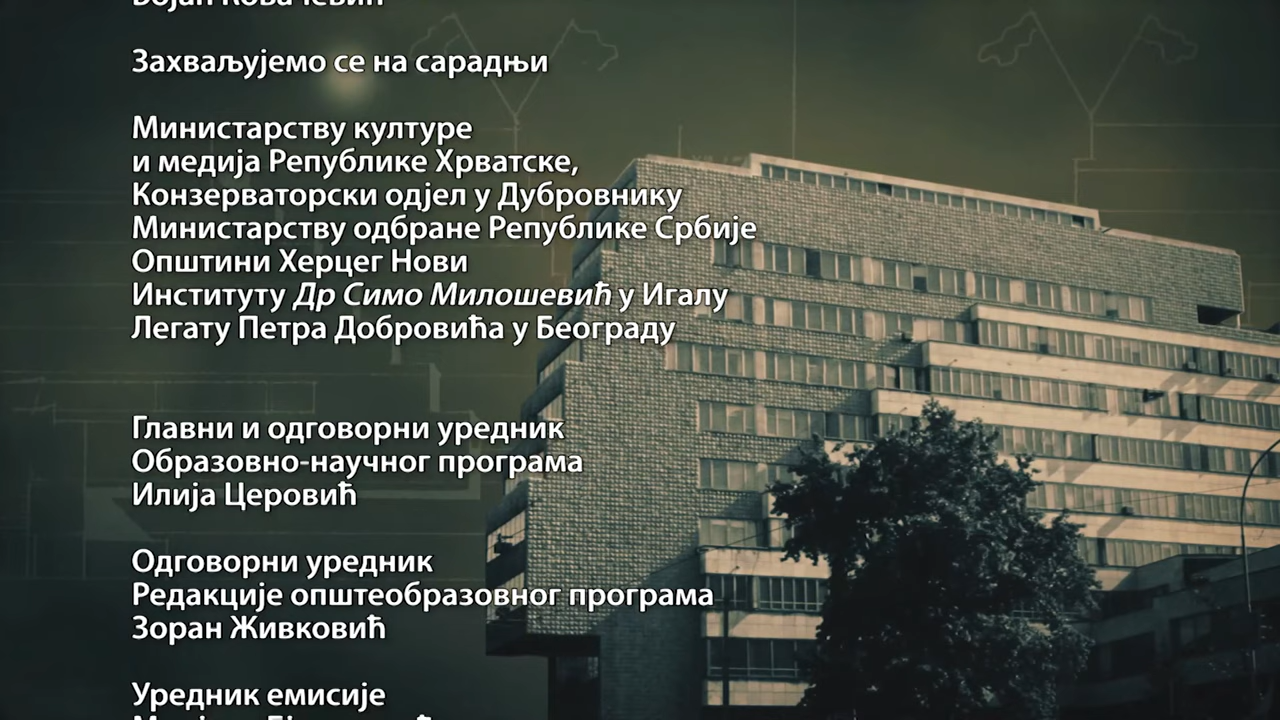 Бојан Ковачевић
Захваљујемо се на сарадњи
Министарству културе
и медија Републике Хрватске,
Конзерваторски одјел у Дубровнику
Министарству одбране Републике Србије
Општини Херцег Нови
Институту Др Симо Милошевић у Игалу
Легату Петра Добровића у Београду
Главни и одговорни уредник
Образовно-научног програма
Илија Церовић
Одговорни уредник
Редакције општеобразовног програма
Зоран Живковић
Уредник емисије